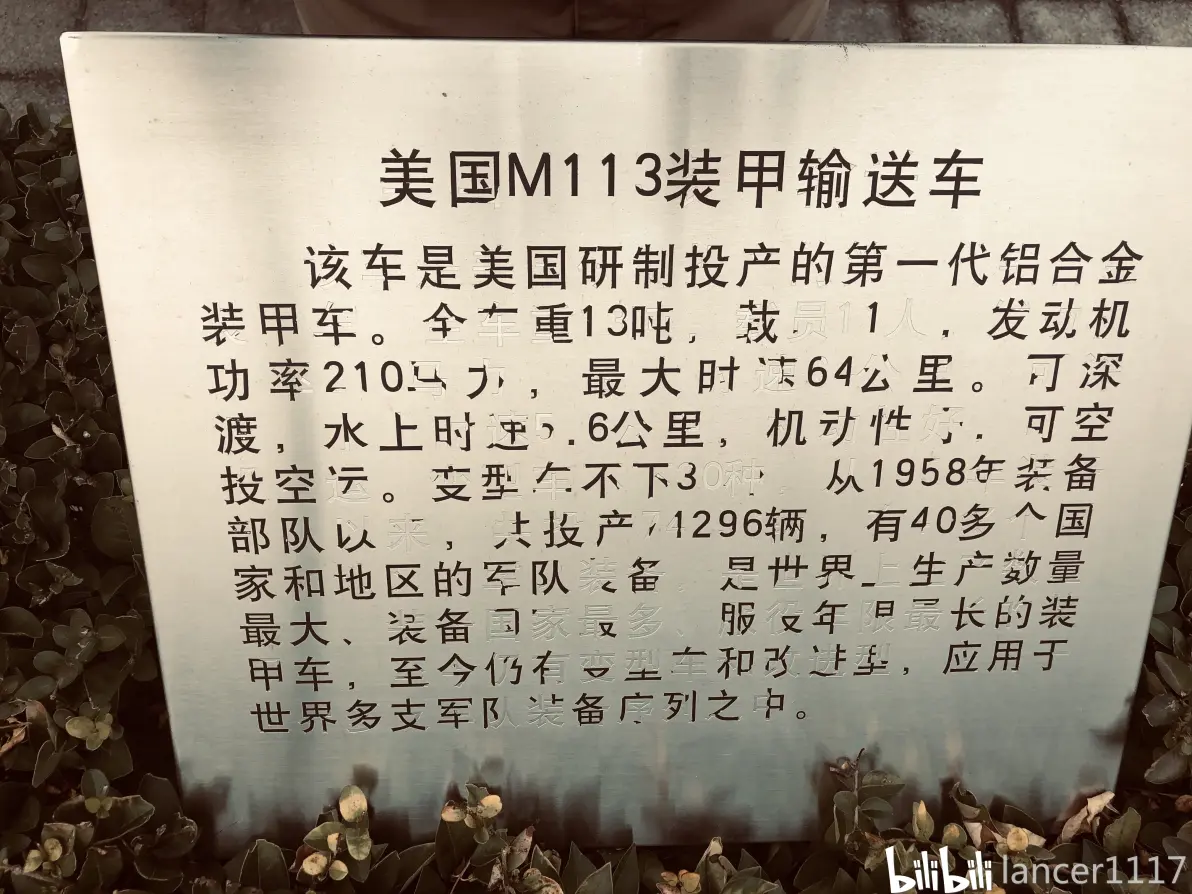 美国M113装甲输送车
该车是美国研制投产的第一代铝合金
装甲车。全车重13吨，载员11人，发动机
功率210马力，最大时速64公里。可深
渡，水上时速5.6公里，机动性好，可空
投空运。变型车不下30种，从1958年装备
部队以来，共投产71296辆，有40多个国
家和地区的军队装备，是世界上生产数量
最大、装备国家最多、服役年限最长的装
甲车，至今仍有变型车和改进型，应用于
世界多支军队装备序列之中。
bilibili lancer1117